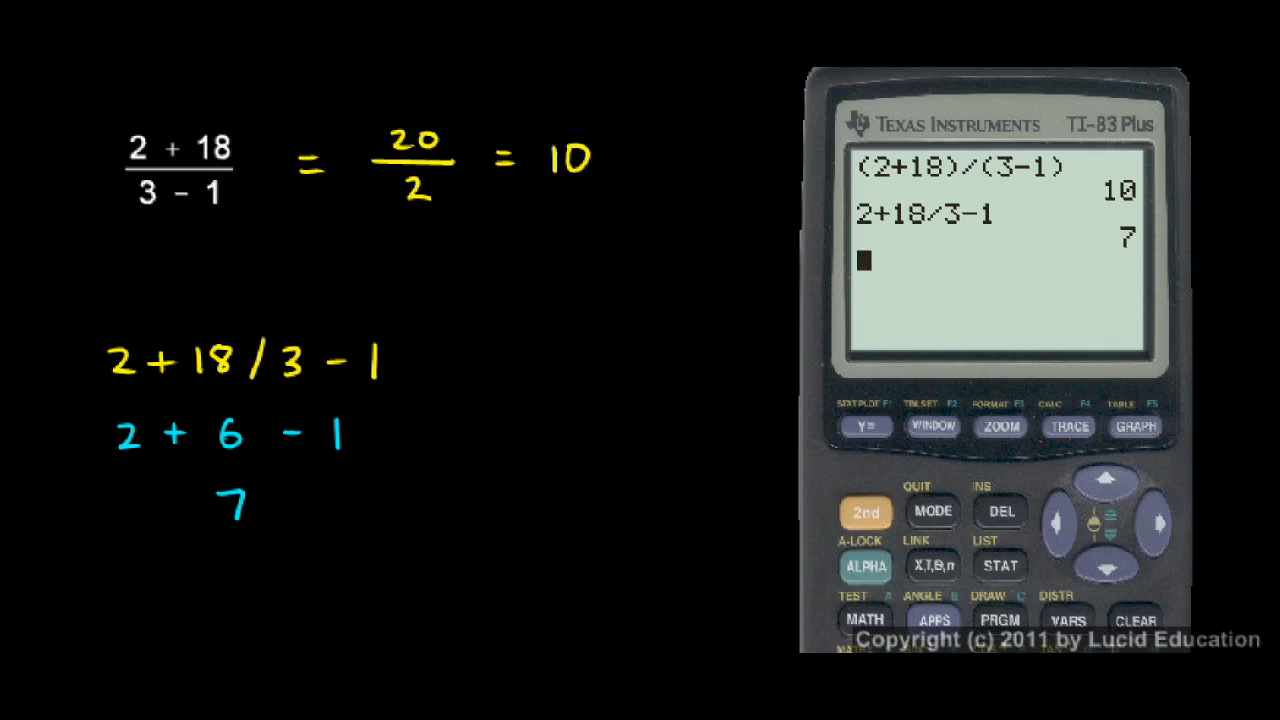 2 + 18
3 - 1
= 20/2 = 10
2 + 18 / 3 - 1
2 + 6 - 1
7
TEXAS INSTRUMENTS TI-83 Plus
(2+18)/(3-1)
10
2+18/3-1
7
STAT PLOT F1 TBLSET F2 FORMAT F3 CALC F4 TABLE F5
Y= WINDOW ZOOM TRACE GRAPH
QUIT INS
2nd MODE DEL
A-LOCK LINK LIST
ALPHA X,T,θ,n STAT
TEST A ANGLE B DRAW C DISTR
MATH APPS PRGM VARS CLEAR
Copyright (c) 2011 by Lucid Education